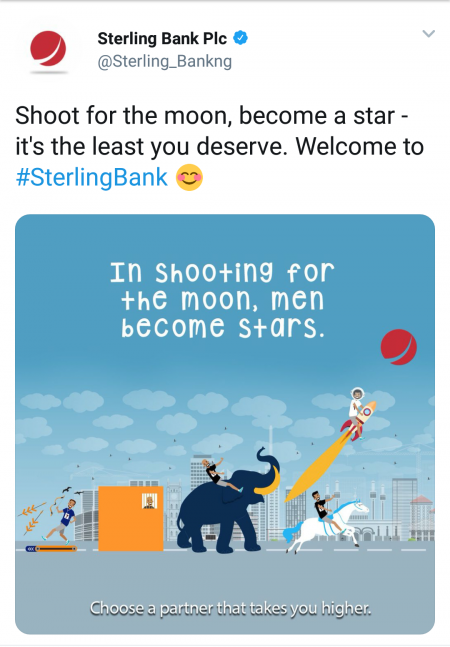 Sterling Bank Plc
@Sterling_Bankng
Shoot for the moon, become a star -
it's the least you deserve. Welcome to
#SterlingBank 😊
In shooting for
the moon, men
become stars.
Choose a partner that takes you higher.